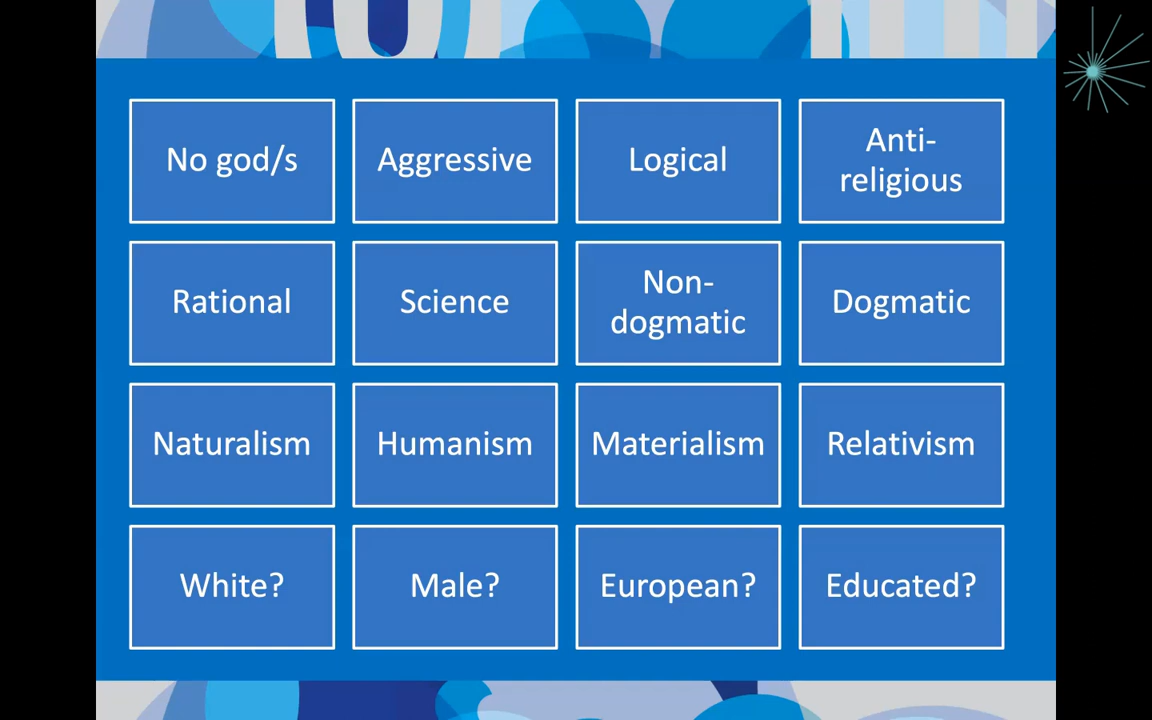 No god/s
Aggressive
Logical
Anti-
religious
Rational
Science
Non-
dogmatic
Dogmatic
Naturalism
Humanism
Materialism
Relativism
White?
Male?
European?
Educated?